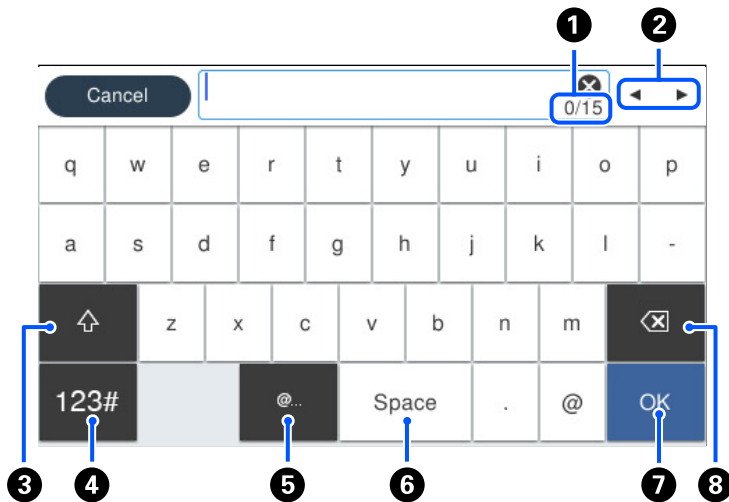 1 2
Cancel 0/15
q w e r t y u i o p
a s d f g h j k l -
z x c v b n m
123# @... Space . @ OK
3 4 5 6 7 8